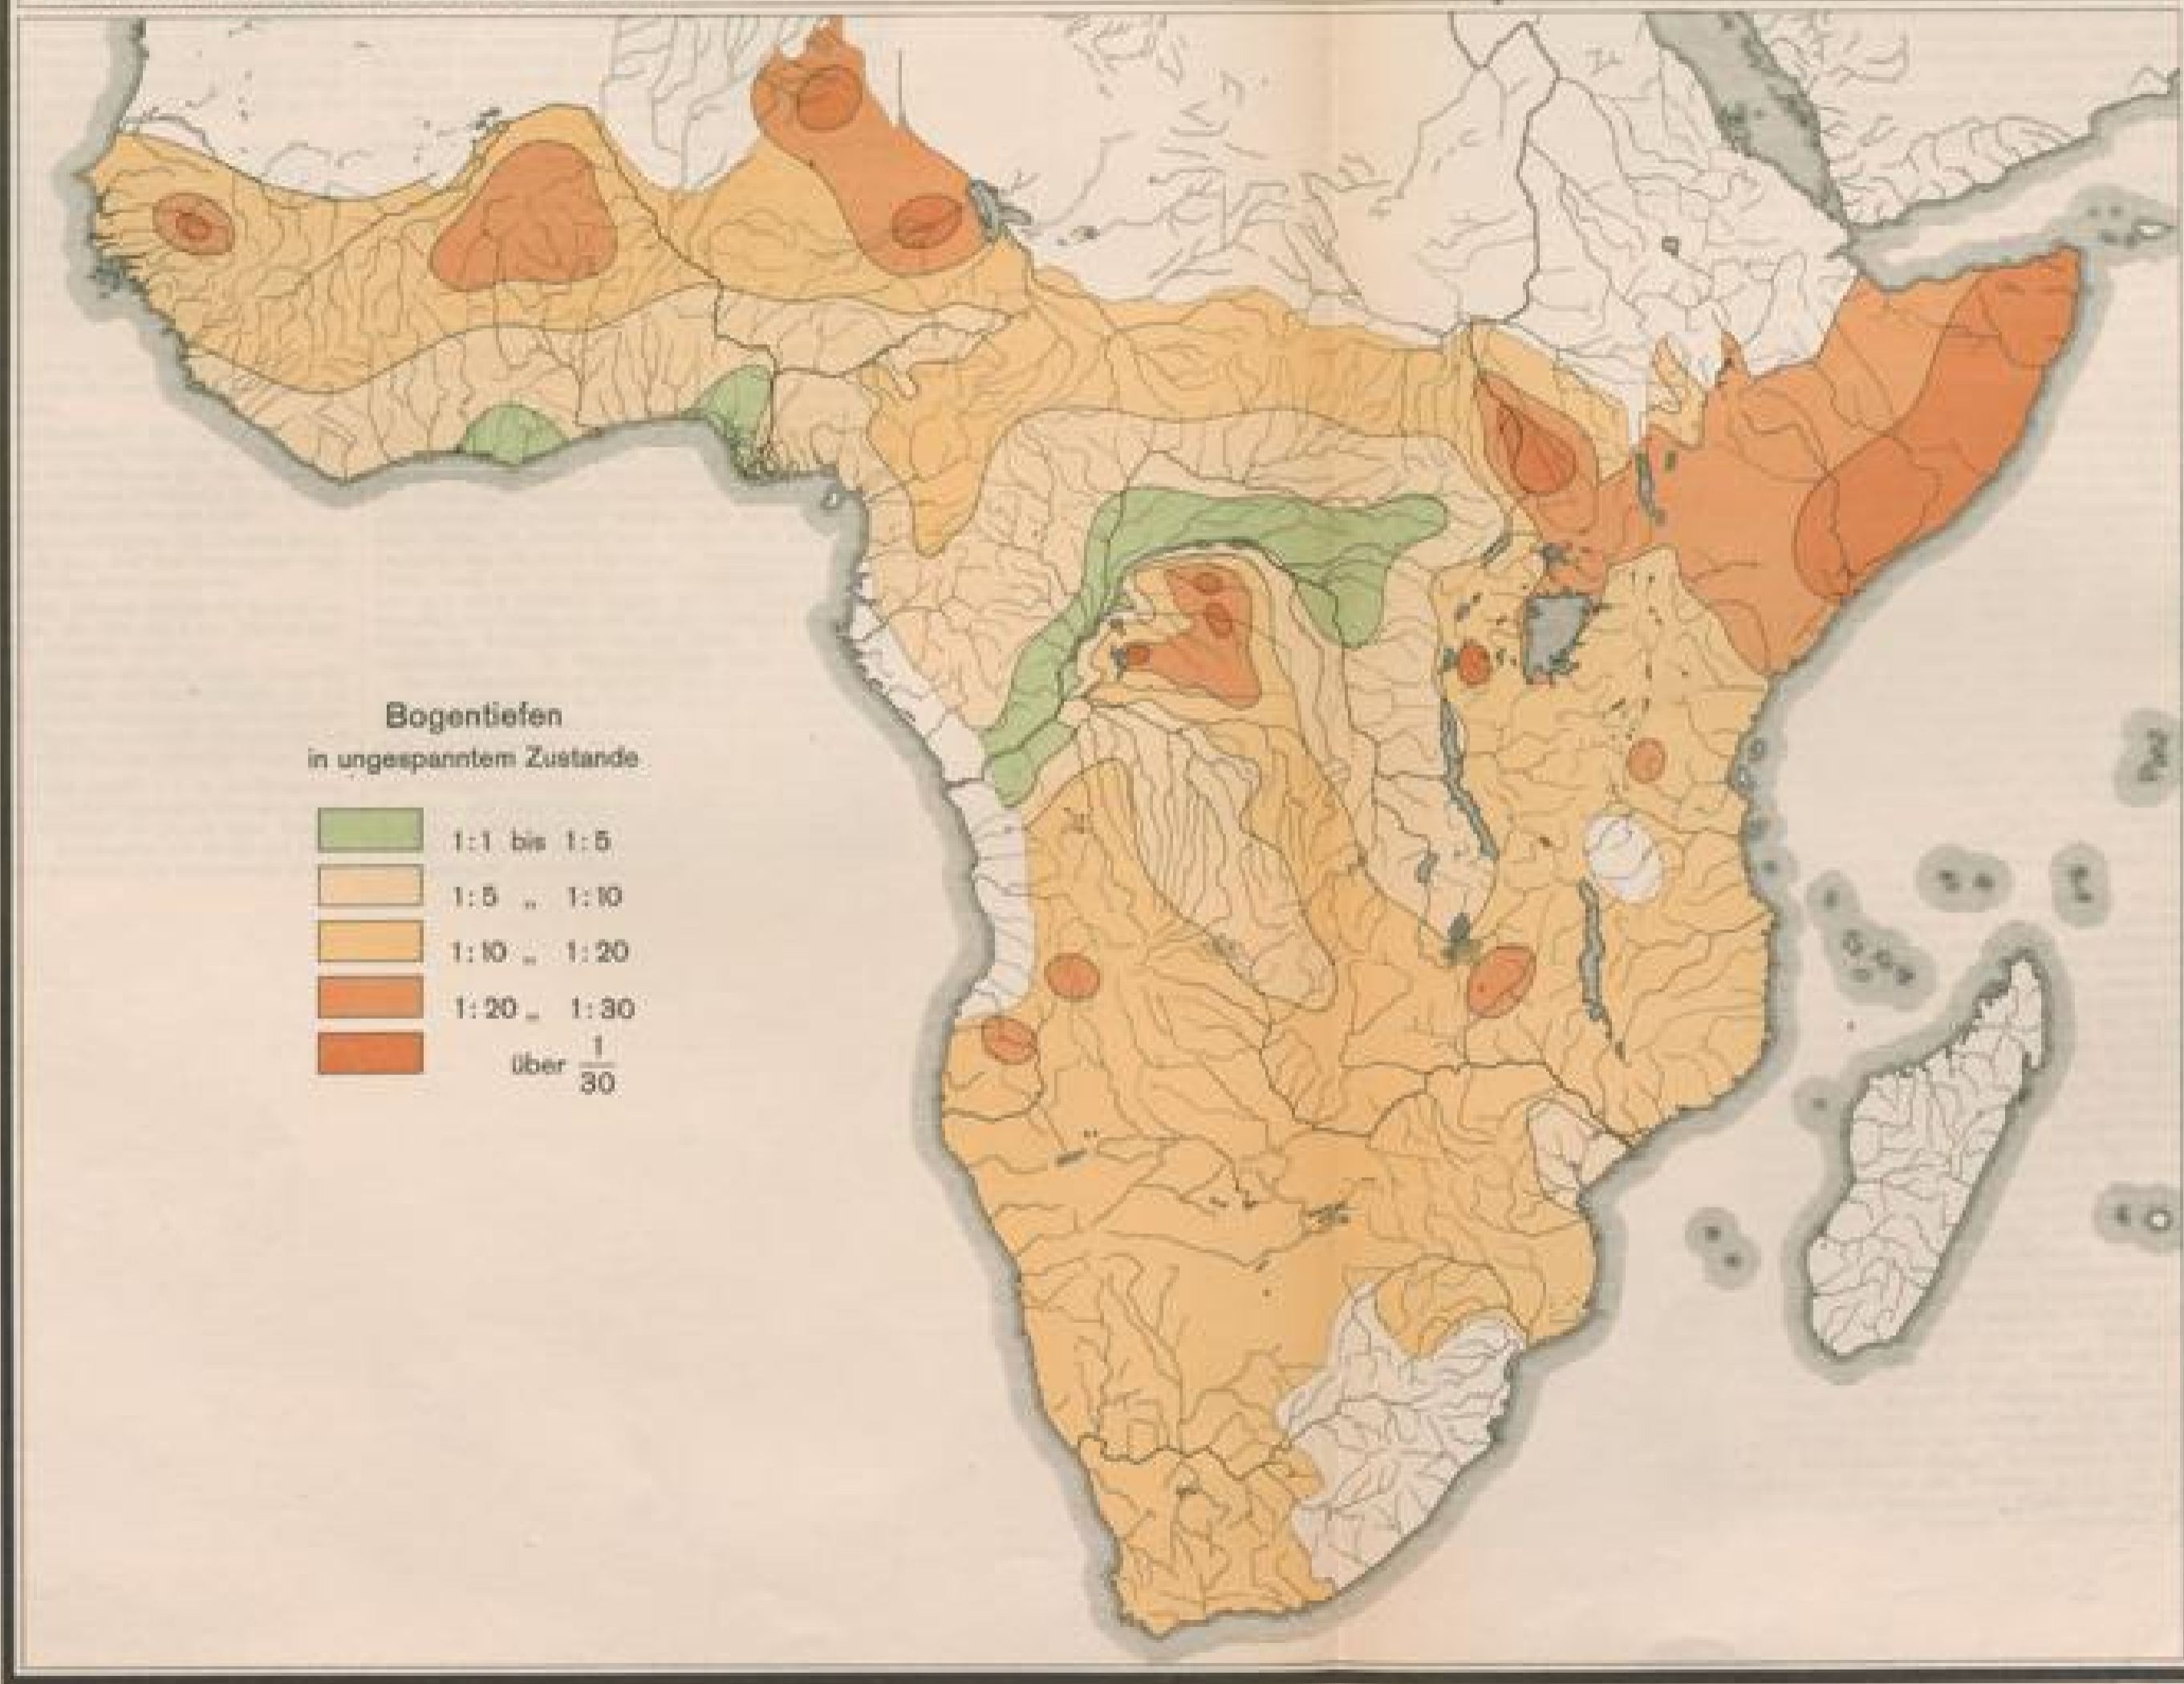 Bogentiefen
in ungespanntem Zustande
1:1 bis 1:5
1:5 „ 1:10
1:10 „ 1:20
1:20 „ 1:30
über 1/30